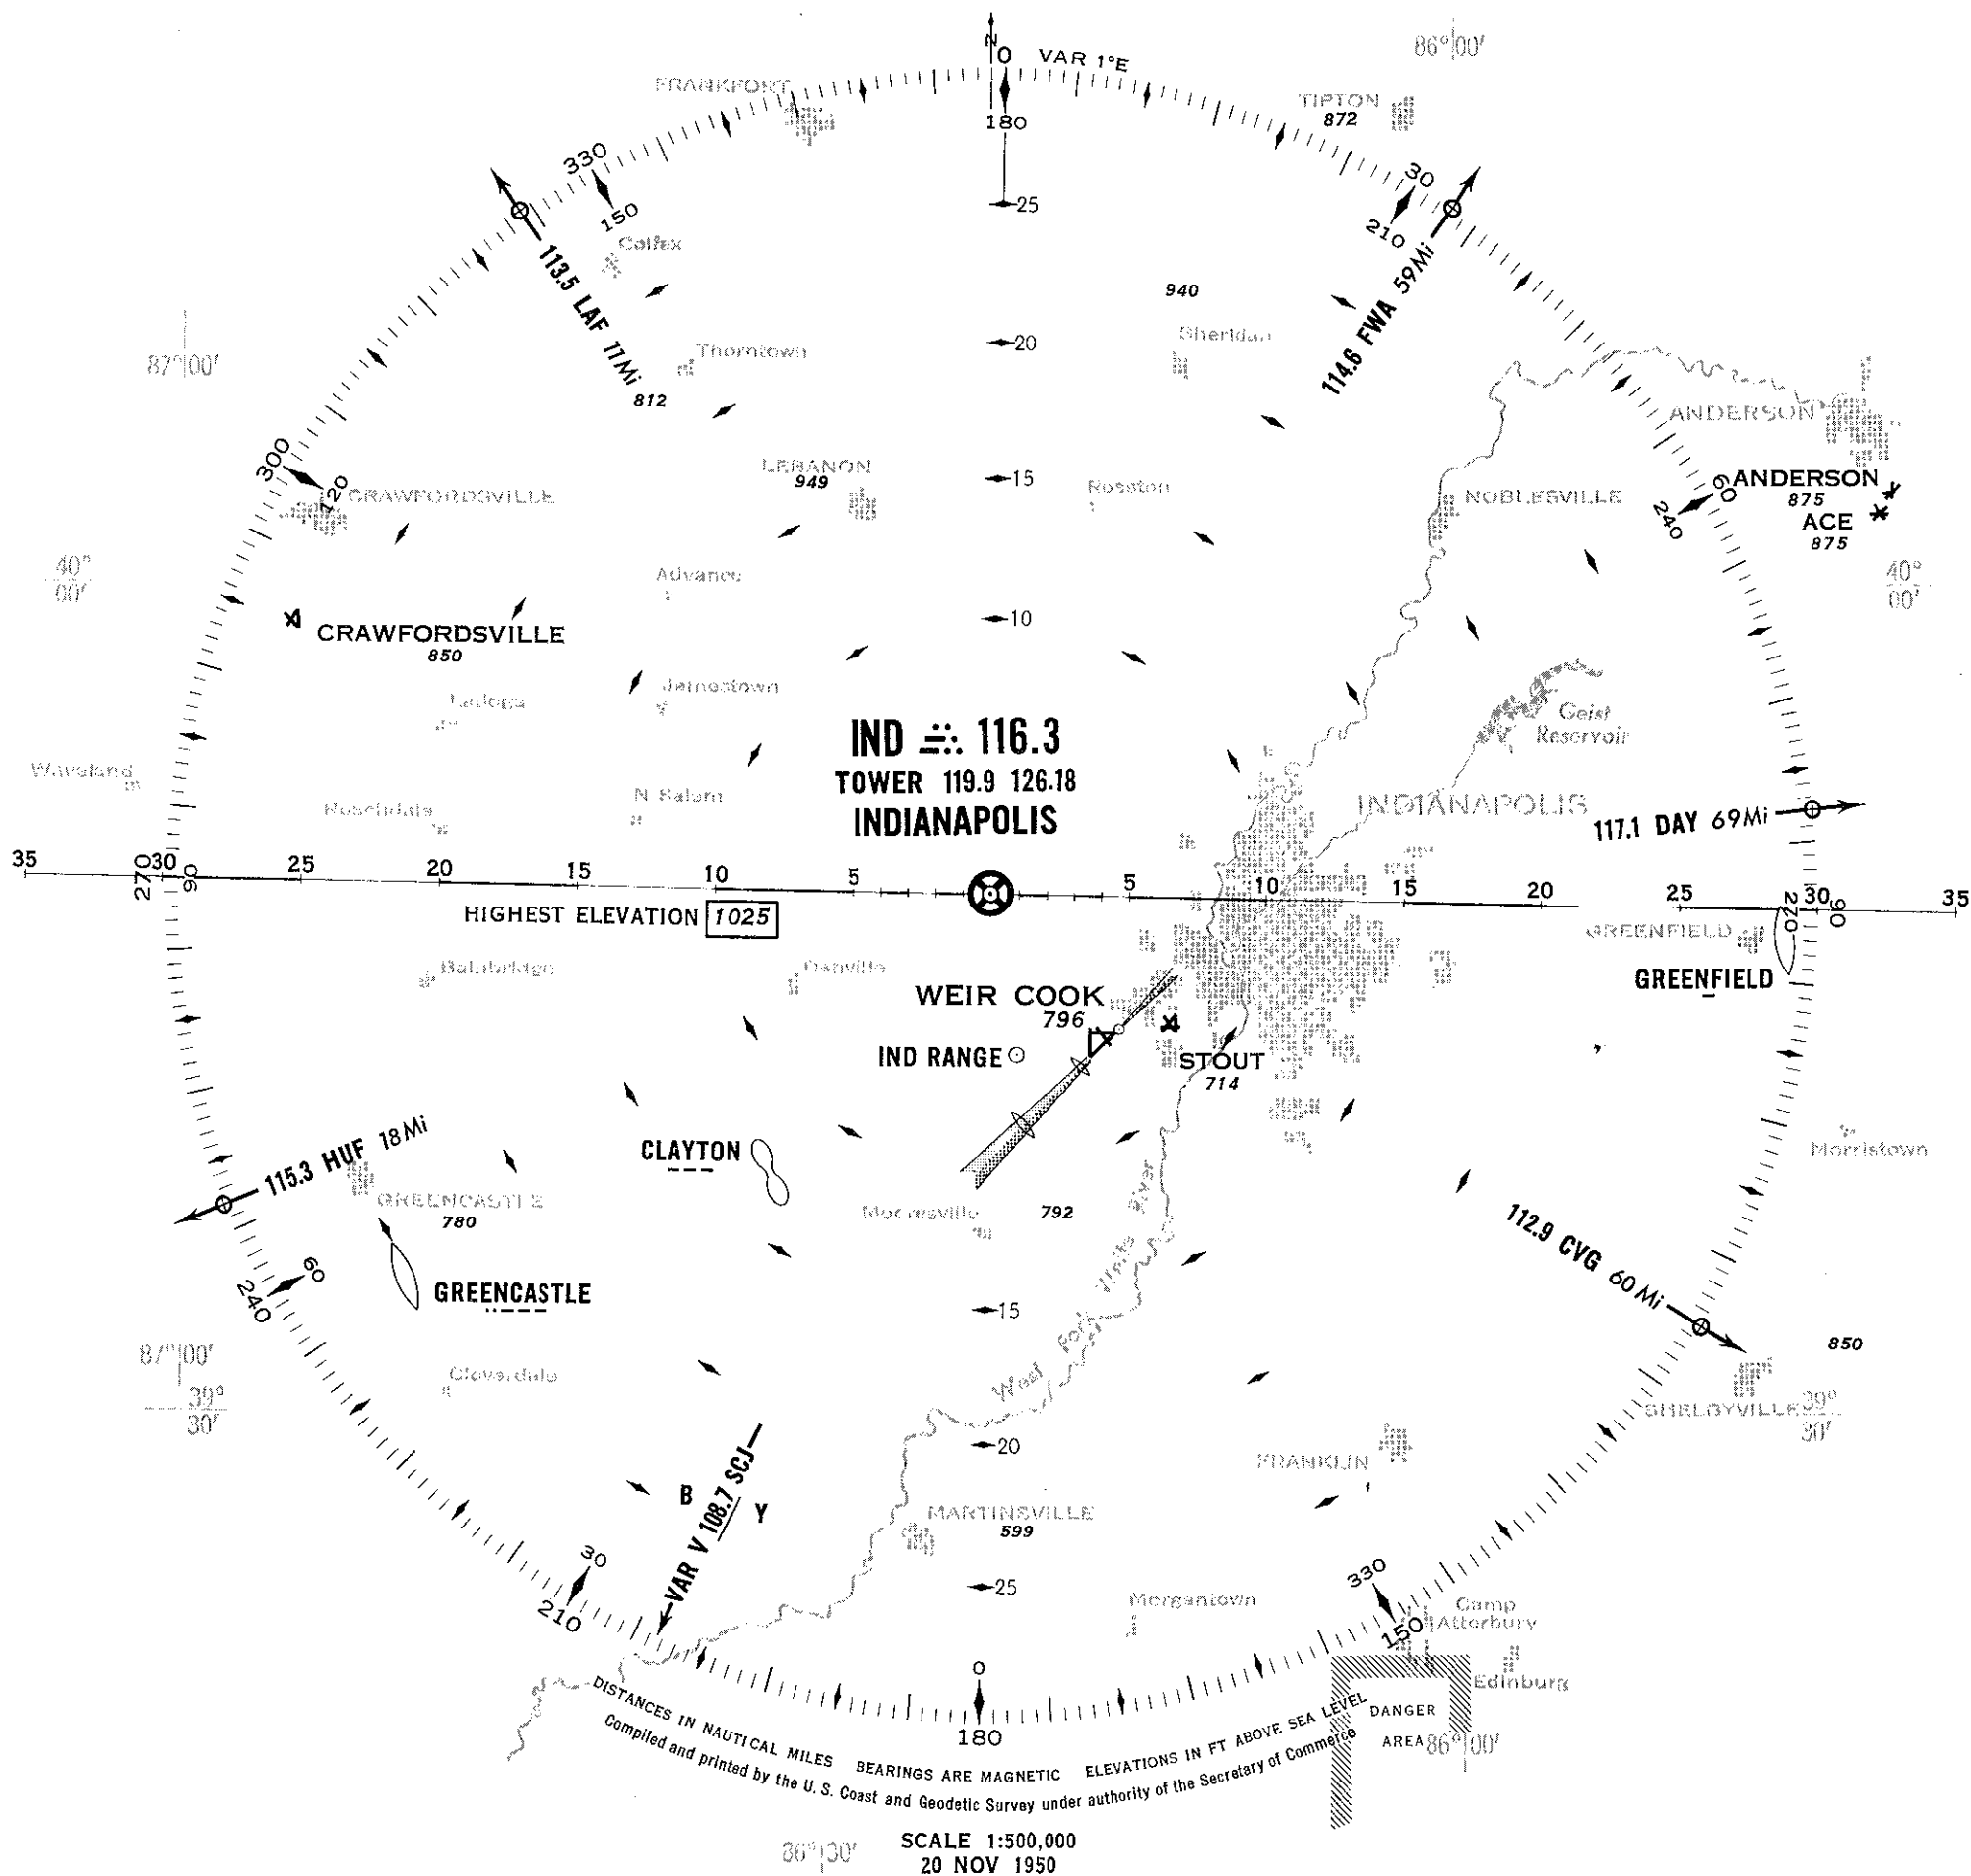 N
0
VAR 1°E
86°00'
FRANKFORT
TIPTON
872
180
330
30
150
210
25
Colfax
113.5 LAF 11Mi
114.6 FWA 59Mi
940
87°00'
Thorntown
20
Sheridan
812
ANDERSON
300
LEBANON
949
15
Rosston
NOBLESVILLE
60
ANDERSON
875
120
CRAWFORDSVILLE
240
ACE
875
40°
00'
Advance
40°
00'
10
CRAWFORDSVILLE
850
Ladoga
Jamestown
Geist
Reservoir
IND 116.3
TOWER 119.9 126.18
INDIANAPOLIS
Waveland
Roachdale
N Salem
INDIANAPOLIS
117.1 DAY 69Mi
35
270
30
90
25
20
15
10
5
5
10
15
20
25
270
30
90
35
HIGHEST ELEVATION 1025
GREENFIELD
Bainbridge
Danville
GREENFIELD
WEIR COOK
796
IND RANGE
STOUT
714
115.3 HUF 18Mi
CLAYTON
Morristown
GREENCASTLE
780
Mooresville
792
112.9 CVG 60Mi
60
240
GREENCASTLE
15
West Fork White River
850
87°00'
39°
30'
Cloverdale
SHELBYVILLE
39°
30'
20
FRANKLIN
B
VAR V 108.7 SCJ
Y
MARTINSVILLE
599
30
210
25
Morgantown
330
150
Camp
Atterbury
0
180
Edinburg
DANGER
AREA
86°00'
DISTANCES IN NAUTICAL MILES BEARINGS ARE MAGNETIC ELEVATIONS IN FT ABOVE SEA LEVEL
Compiled and printed by the U. S. Coast and Geodetic Survey under authority of the Secretary of Commerce
86°30'
SCALE 1:500,000
20 NOV 1950